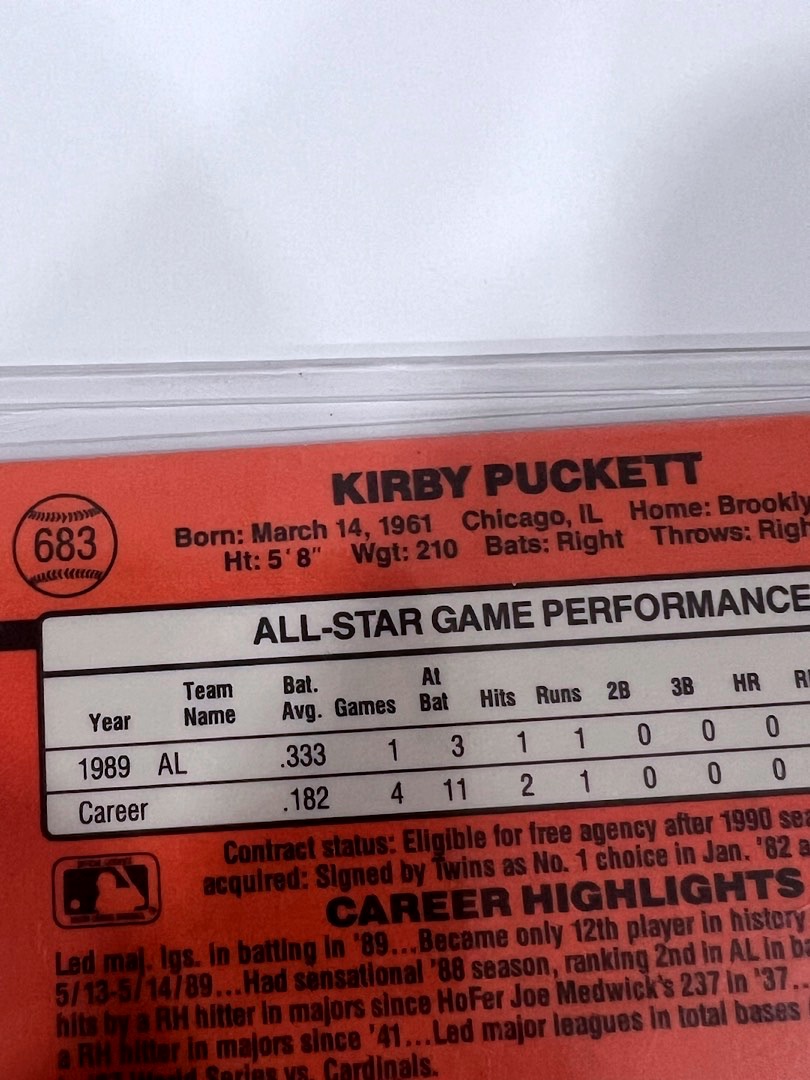 KIRBY PUCKETT
683
Born: March 14, 1961 Chicago, IL Home: Brookly
Ht: 5'8" Wgt: 210 Bats: Right Throws: Righ
ALL-STAR GAME PERFORMANCE
Year Team Name Bat. Avg. Games At Bat Hits Runs 2B 3B HR
1989 AL .333 1 3 1 1 0 0 0
Career .182 4 11 2 1 0 0 0
Contract status: Eligible for free agency after 1990 sea
acquired: Signed by Twins as No. 1 choice in Jan. '82 a
CAREER HIGHLIGHTS
Led maj. lgs. in batting in '89...Became only 12th player in history
5/13-5/14/89...Had sensational '88 season, ranking 2nd in AL in ba
hits by a RH hitter in majors since HoFer Joe Medwick's 237 in '37...
a RH hitter in majors since '41...Led major leagues in total bases
World Series vs. Cardinals.